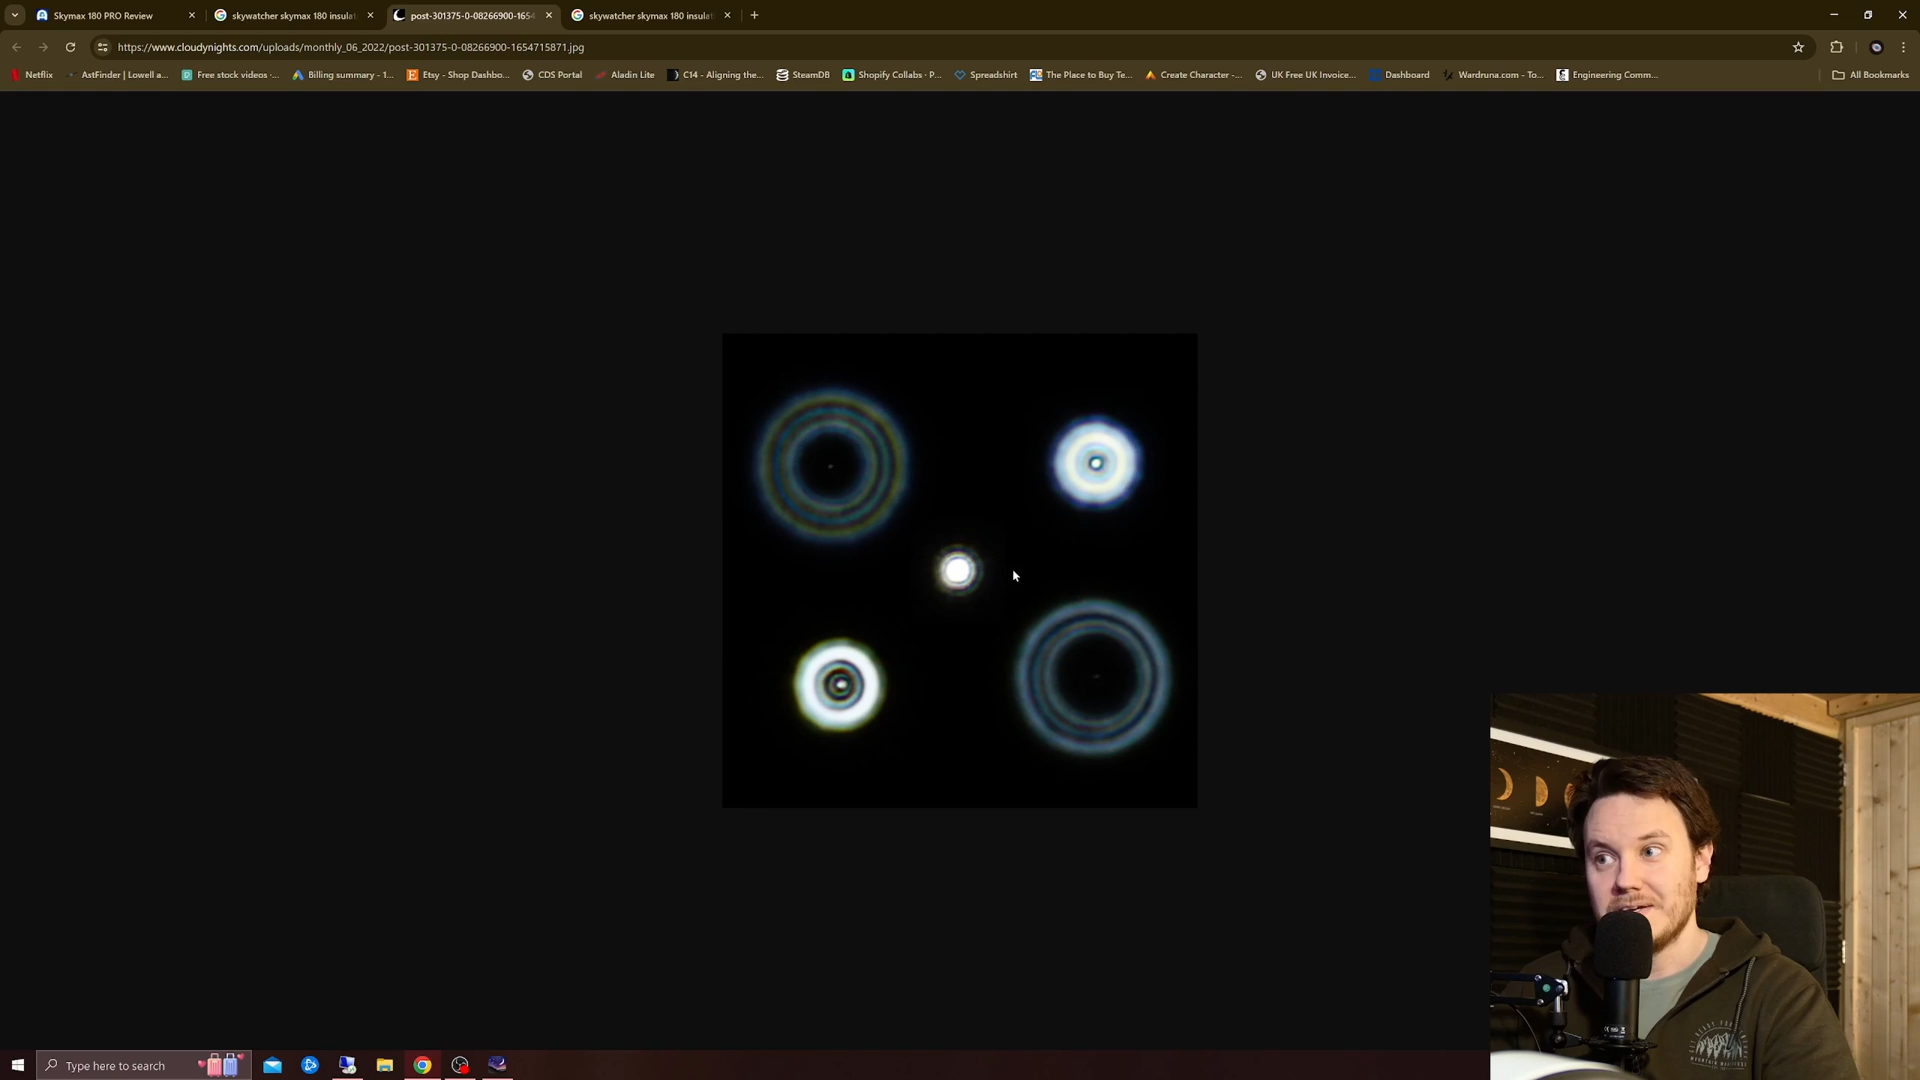 Skymax 180 PRO Review
skywatcher skymax 180 insulat
post-301375-0-08266900-1654
skywatcher skymax 180 insulat
https://www.cloudynights.com/uploads/monthly_06_2022/post-301375-0-08266900-1654715871.jpg
Netflix
AstFinder | Lowell a...
Free stock videos ·...
Billing summary - 1...
Etsy - Shop Dashbo...
CDS Portal
Aladin Lite
C14 - Aligning the...
SteamDB
Shopify Collabs · P...
Spreadshirt
The Place to Buy Te...
Create Character -...
UK Free UK Invoice...
Dashboard
Wardruna.com - To...
Engineering Comm...
All Bookmarks
Type here to search